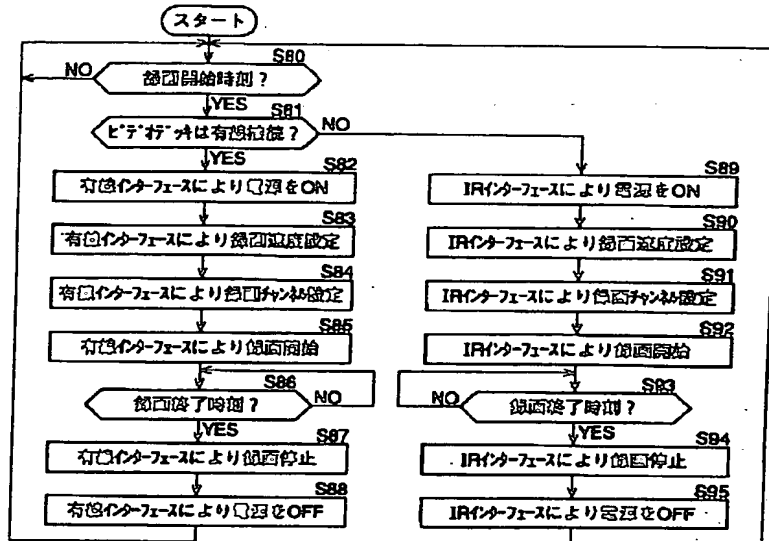 スタート
S80
録画開始時刻?
NO
YES
S81
ビデオデッキは有線接続?
NO
YES
S82
有線インターフェースにより電源をON
S83
有線インターフェースにより録画速度設定
S84
有線インターフェースにより録画チャンネル設定
S85
有線インターフェースにより録画開始
S86
録画終了時刻?
NO
YES
S87
有線インターフェースにより録画停止
S88
有線インターフェースにより電源をOFF
S89
IRインターフェースにより電源をON
S90
IRインターフェースにより録画速度設定
S91
IRインターフェースにより録画チャンネル設定
S92
IRインターフェースにより録画開始
S93
録画終了時刻?
NO
YES
S94
IRインターフェースにより録画停止
S95
IRインターフェースにより電源をOFF